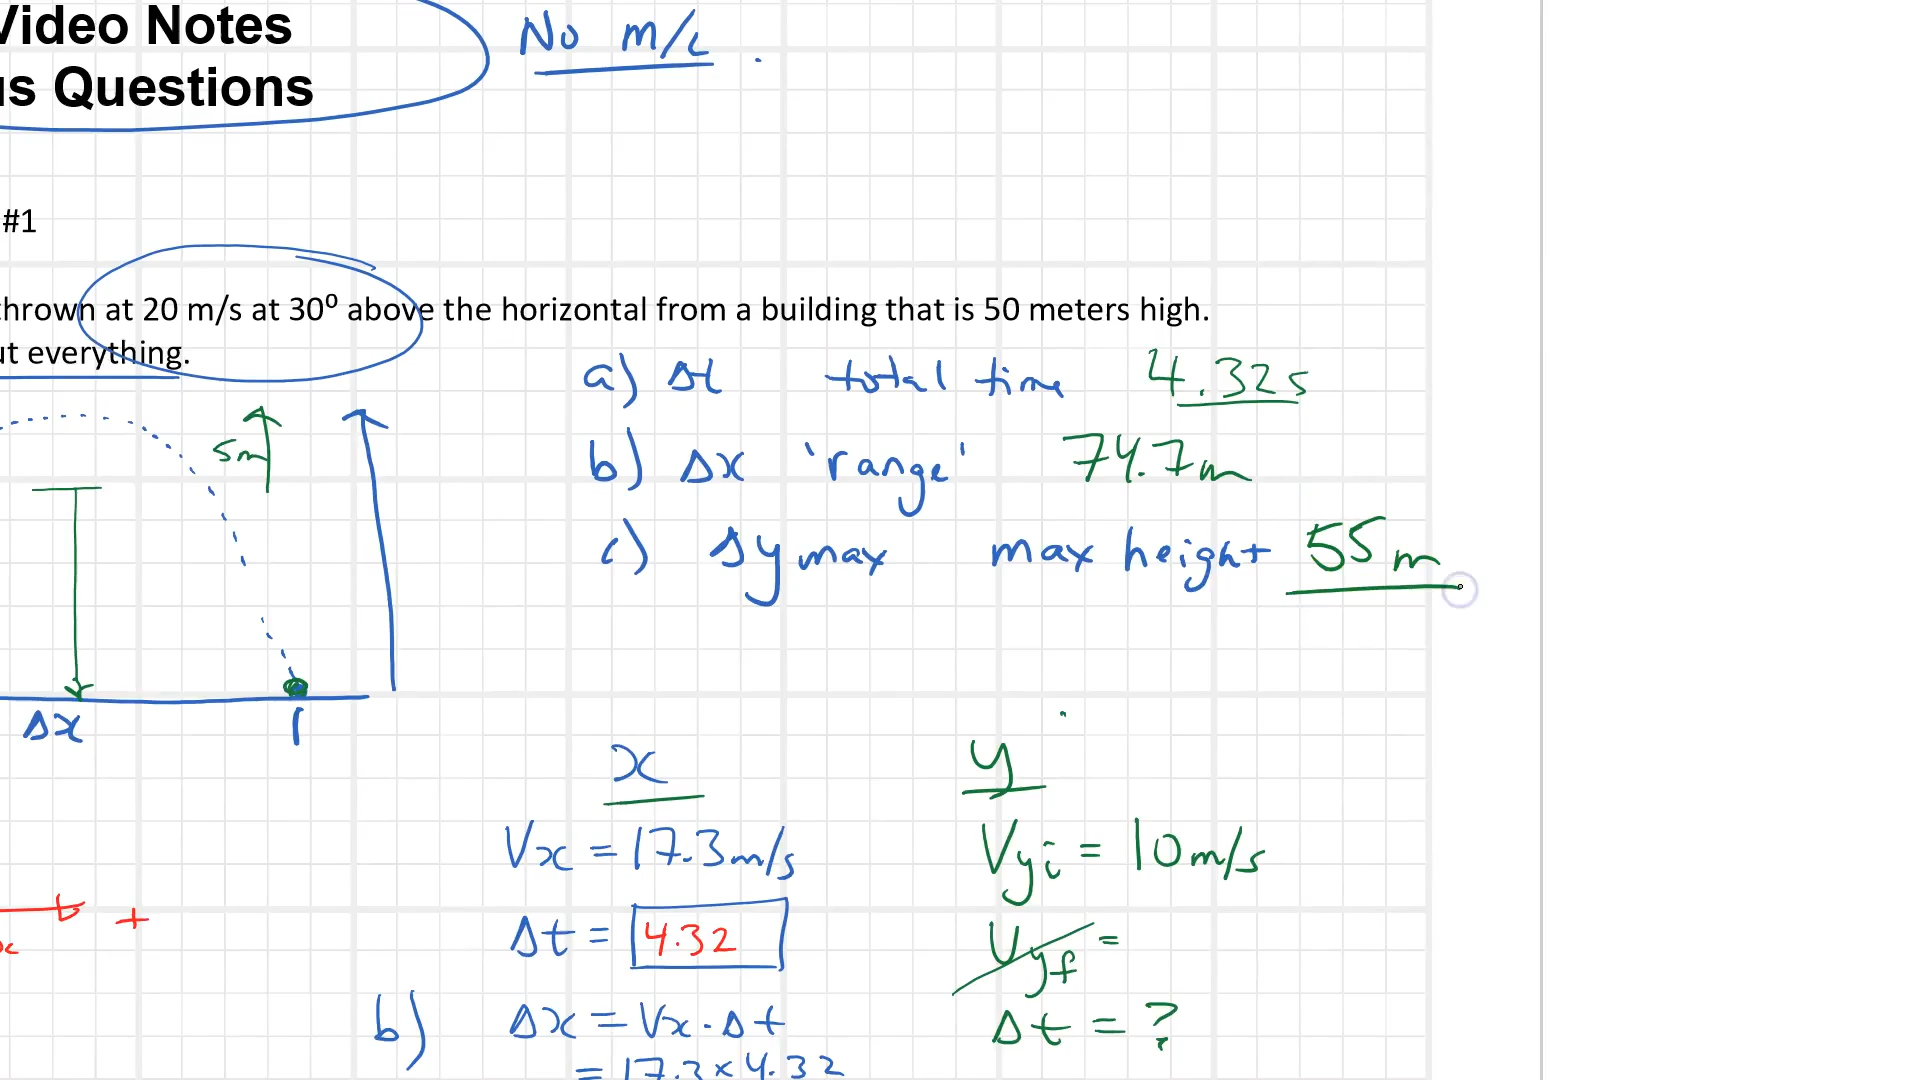 Video Notes
us Questions
No m/c
#1
thrown at 20 m/s at 30⁰ above the horizontal from a building that is 50 meters high.
ut everything.
a) Δt total time 4.32s
b) Δx 'range' 74.7m
c) Δy max max height 55m
5m
Δx
x
y
Vx = 17.3m/s
Vyi = 10m/s
Δt = 4.32
Vyf =
b) Δx = Vx · Δt
Δt = ?
= 17.3 x 4.32